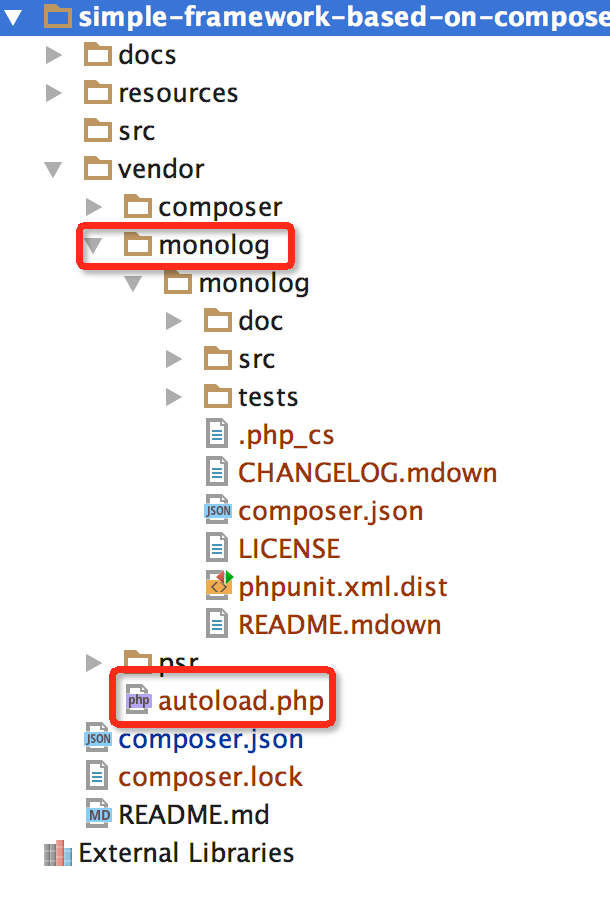 simple-framework-based-on-compose
docs
resources
src
vendor
composer
monolog
monolog
doc
src
tests
.php_cs
CHANGELOG.mdown
JSON composer.json
LICENSE
phpunit.xml.dist
README.mdown
psr
php autoload.php
JSON composer.json
composer.lock
MD README.md
External Libraries